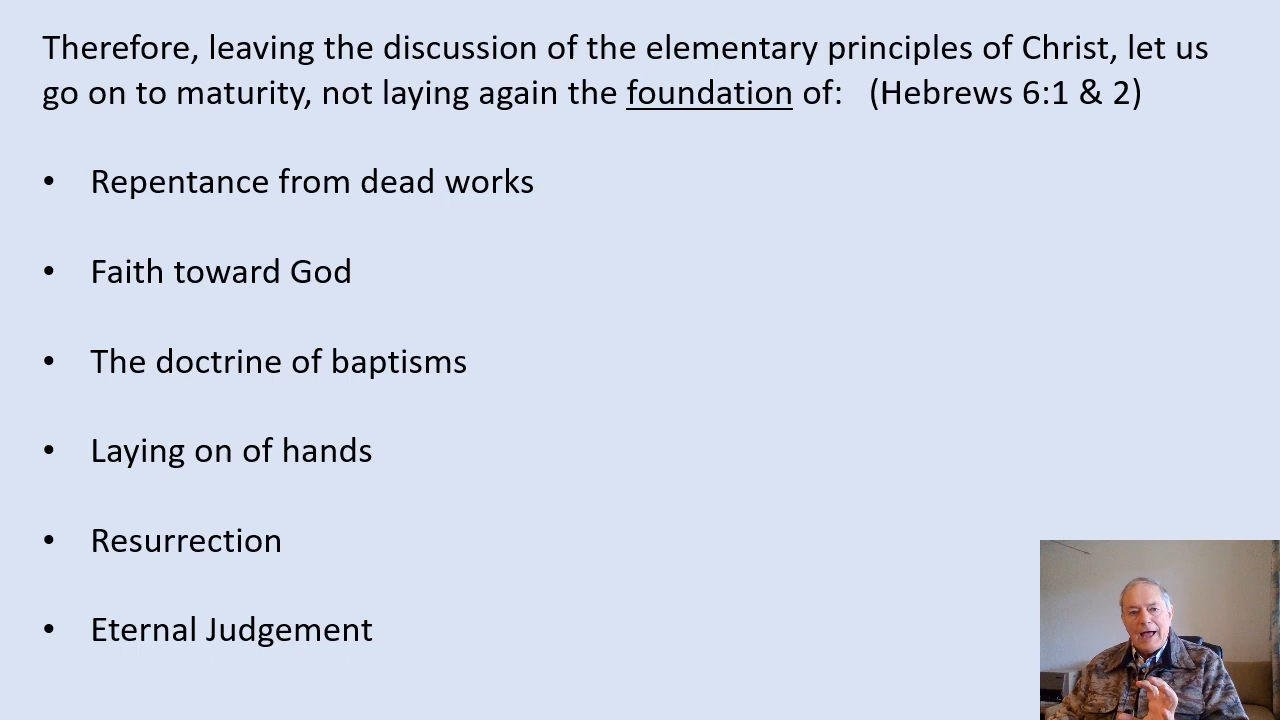 Therefore, leaving the discussion of the elementary principles of Christ, let us
go on to maturity, not laying again the foundation of: (Hebrews 6:1 & 2)
• Repentance from dead works
• Faith toward God
• The doctrine of baptisms
• Laying on of hands
• Resurrection
• Eternal Judgement